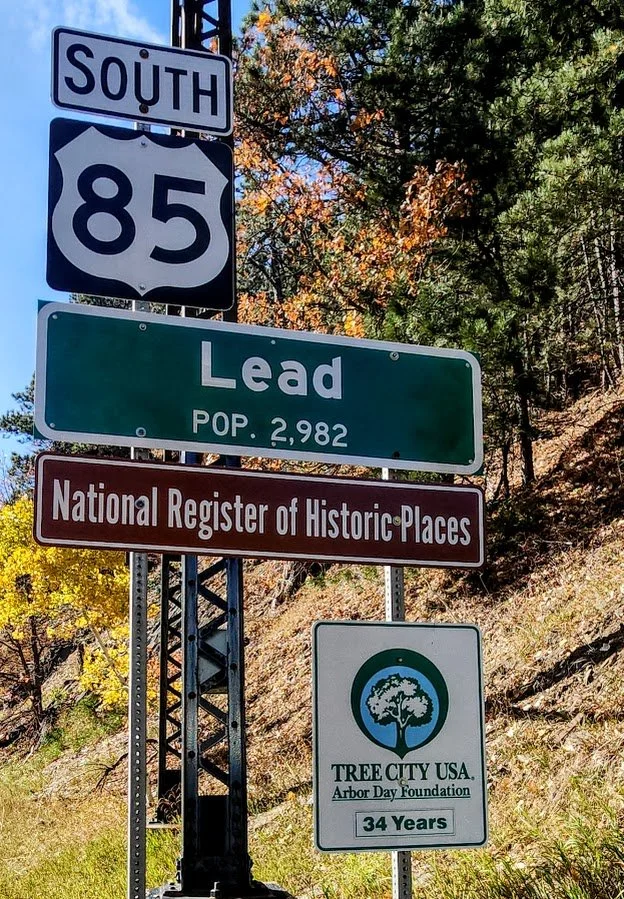 SOUTH
85
Lead
POP. 2,982
National Register of Historic Places
TREE CITY USA.
Arbor Day Foundation
34 Years